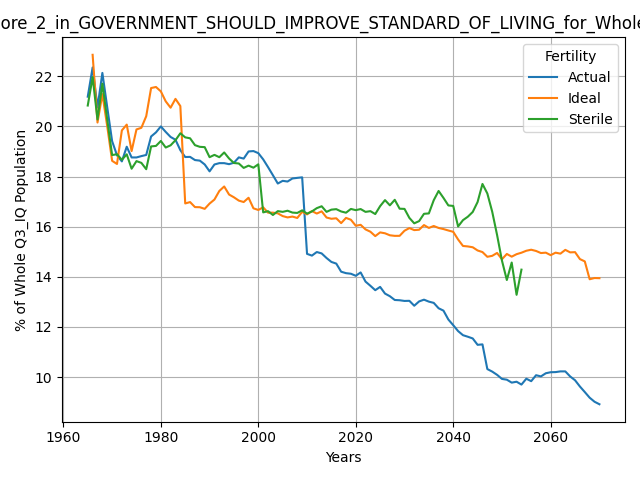 ore_2_in_GOVERNMENT_SHOULD_IMPROVE_STANDARD_OF_LIVING_for_Whole
Fertility
Actual
Ideal
Sterile
% of Whole Q3_IQ Population
22
20
18
16
14
12
10
1960
1980
2000
2020
2040
2060
Years